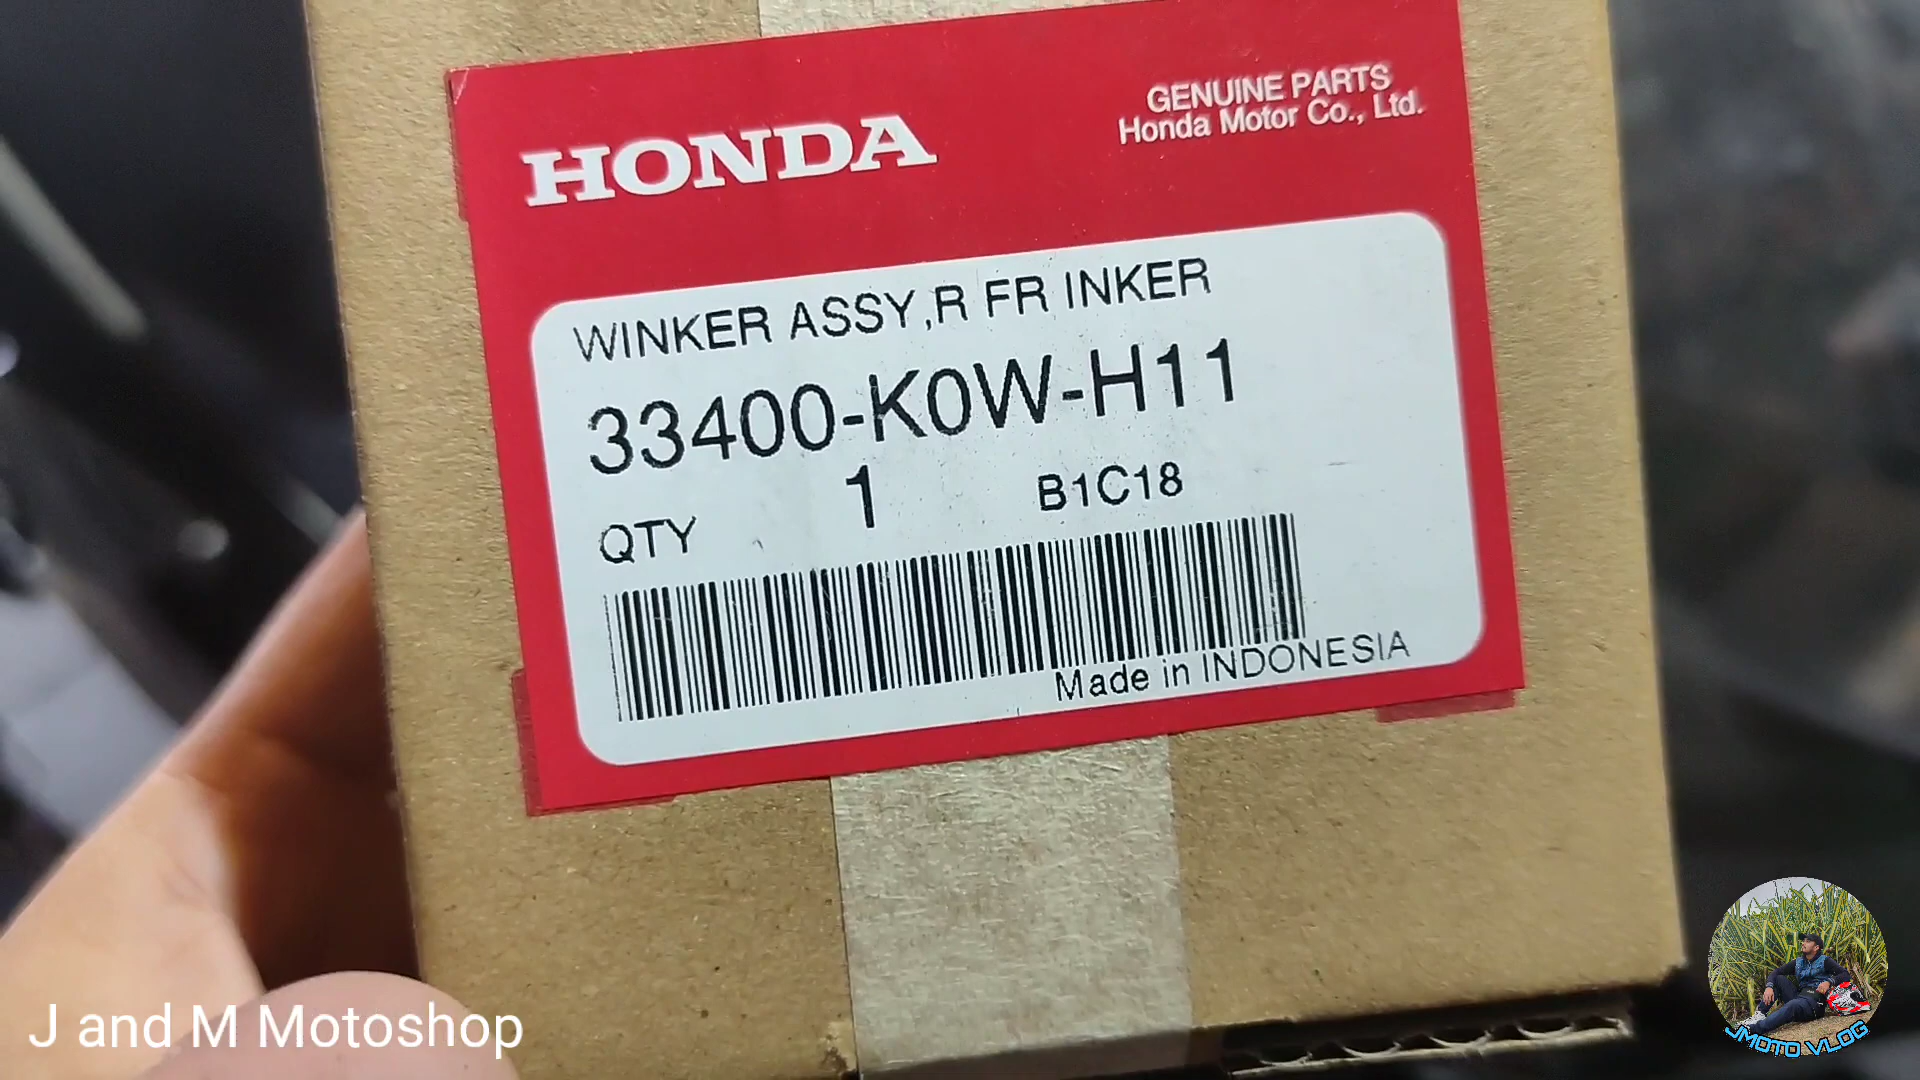 HONDA
GENUINE PARTS
Honda Motor Co., Ltd.
WINKER ASSY,R FR INKER
33400-K0W-H11
QTY 1 B1C18
Made in INDONESIA
J and M Motoshop
JMOTO VLOG